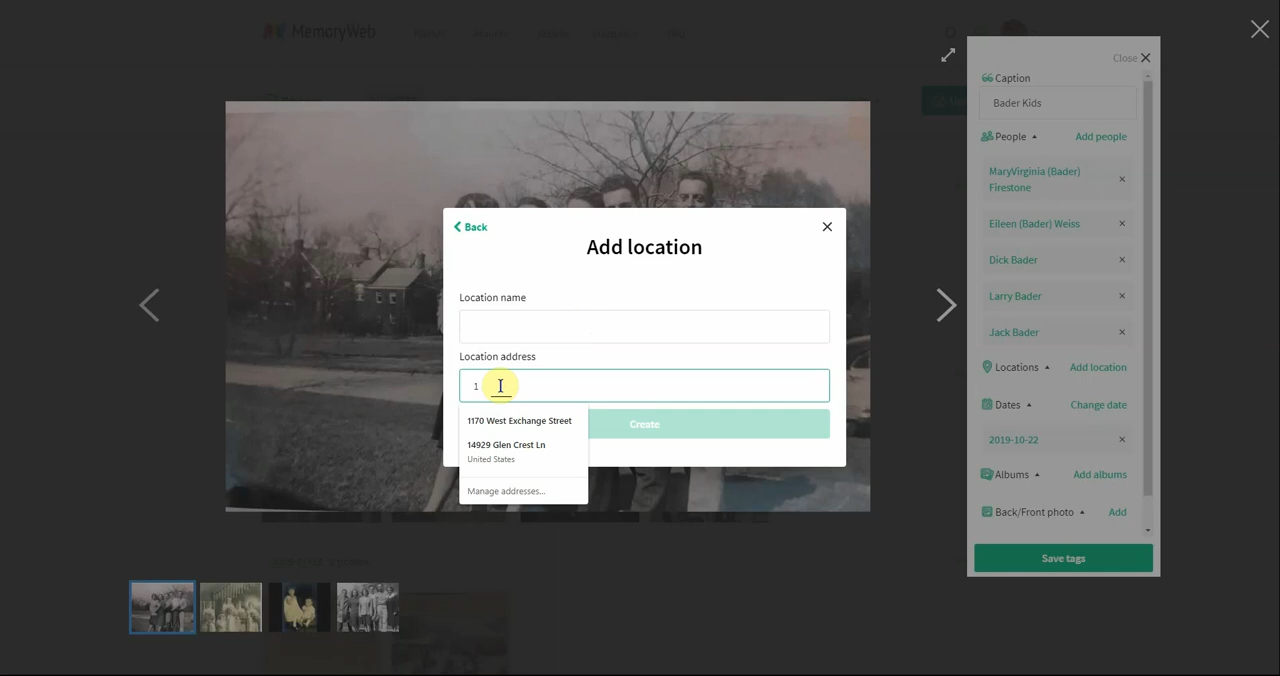 MemoryWeb
Close
Caption
Bader Kids
People
Add people
MaryVirginia (Bader)
Firestone
Eileen (Bader) Weiss
Dick Bader
Larry Bader
Jack Bader
Locations
Add location
Dates
Change date
2019-10-22
Albums
Add albums
Back/Front photo
Add
Save tags
Back
Add location
Location name
Location address
1
1170 West Exchange Street
14929 Glen Crest Ln
United States
Manage addresses...
Create